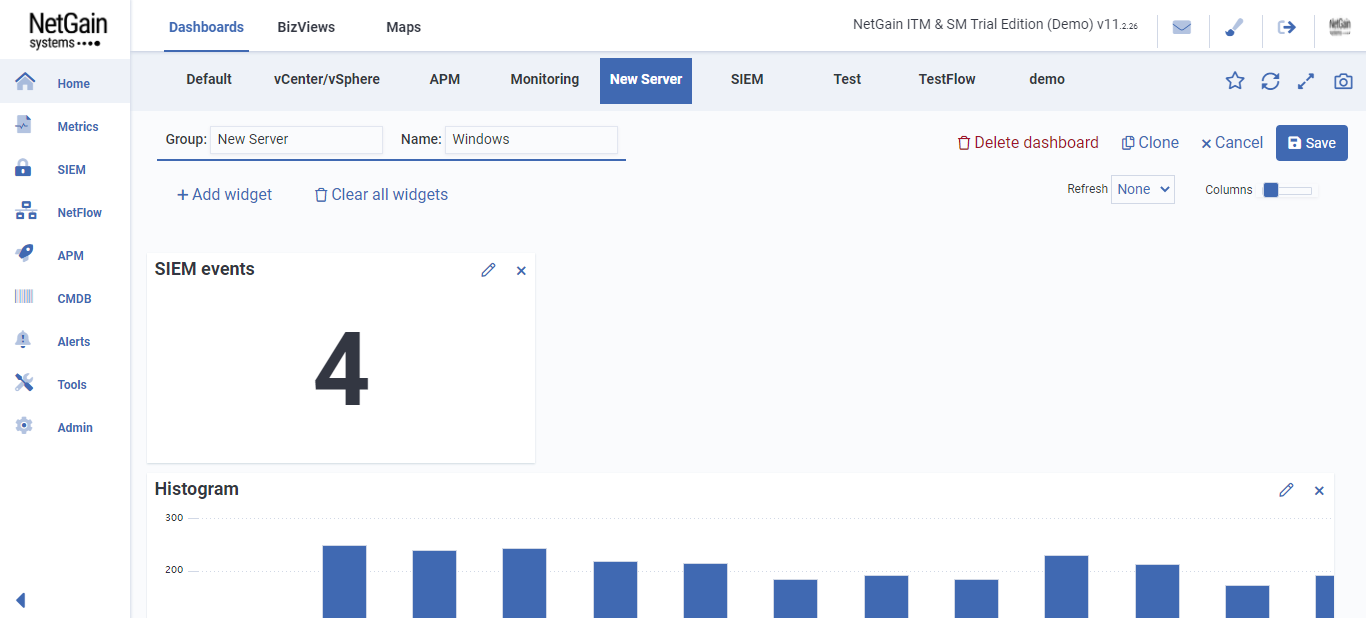 NetGain
systems
Dashboards BizViews Maps
NetGain ITM & SM Trial Edition (Demo) v11.2.26
NetGain
Home
Metrics
SIEM
NetFlow
APM
CMDB
Alerts
Tools
Admin
Default vCenter/vSphere APM Monitoring New Server SIEM Test TestFlow demo
Group: New Server Name: Windows
Delete dashboard Clone × Cancel Save
+ Add widget Clear all widgets
Refresh None Columns
SIEM events
4
Histogram
300
200